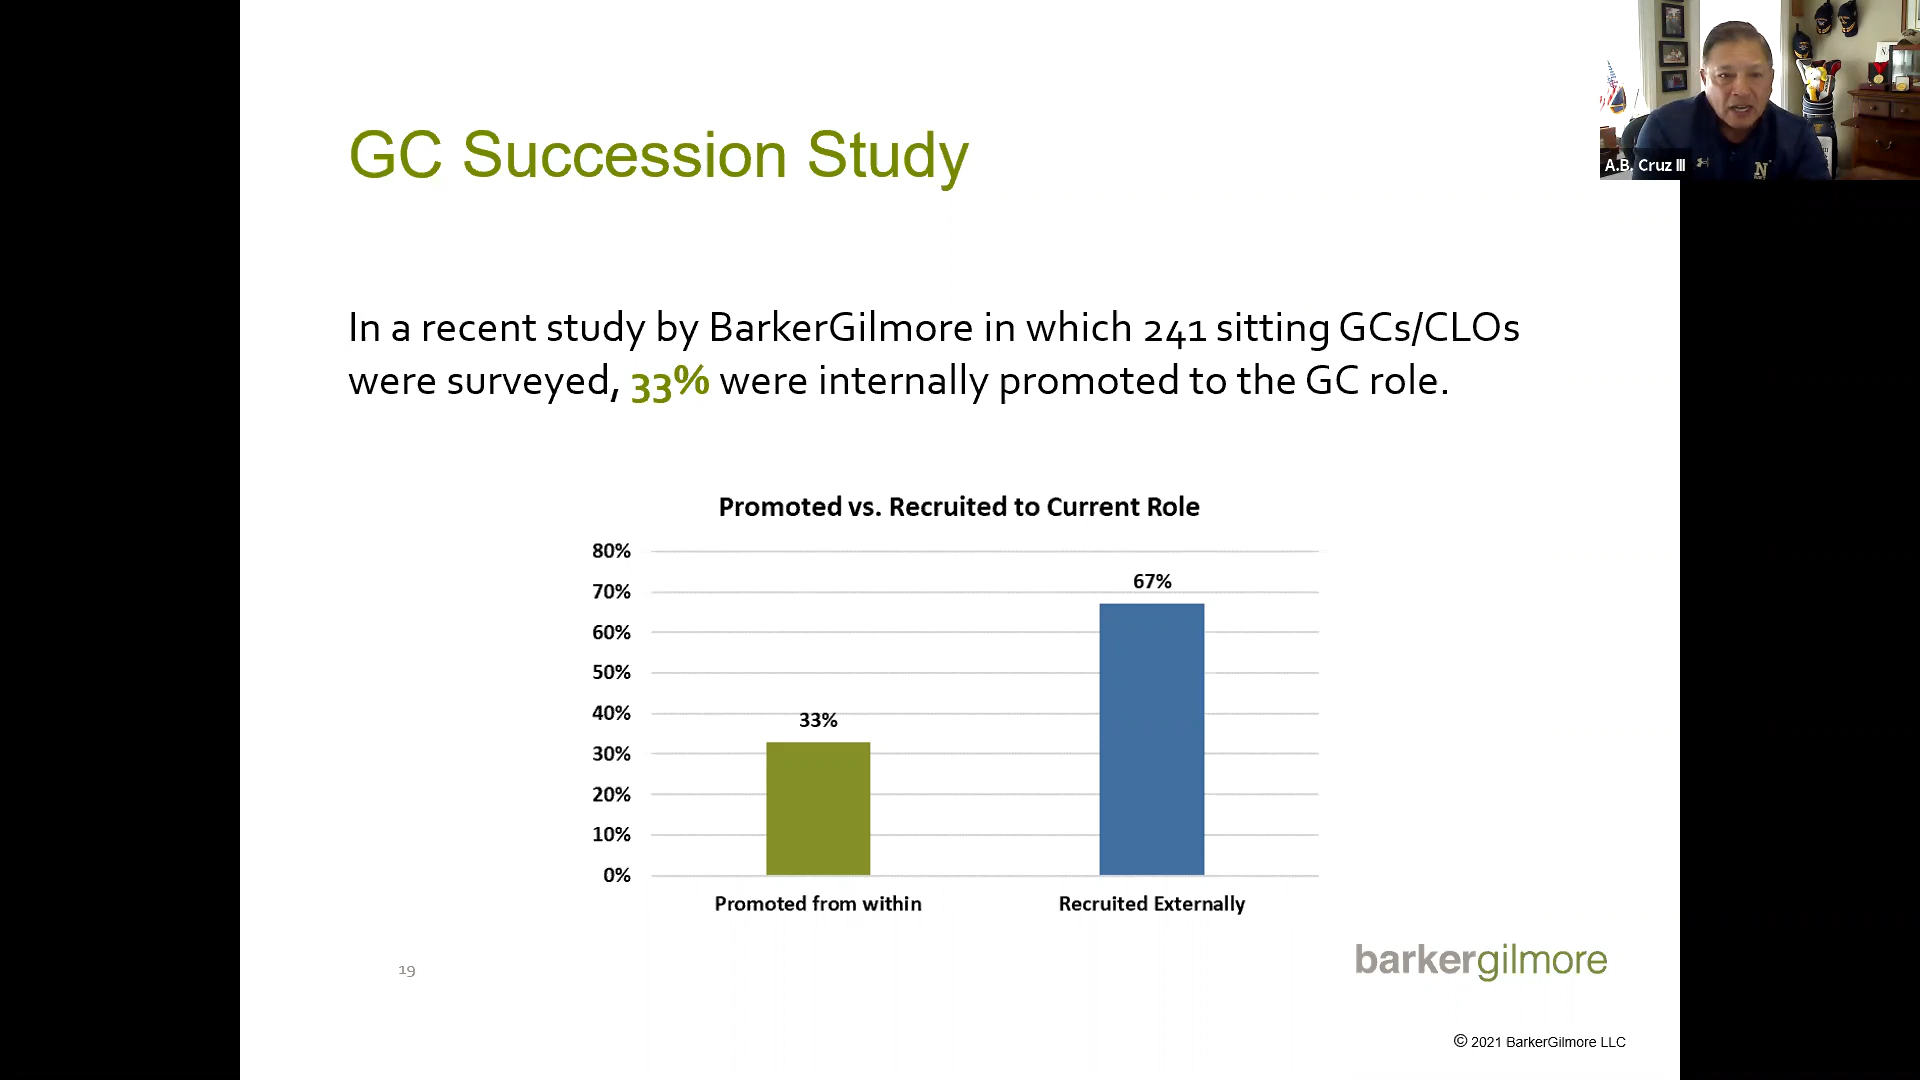 GC Succession Study
A.B. Cruz III
In a recent study by BarkerGilmore in which 241 sitting GCs/CLOs
were surveyed, 33% were internally promoted to the GC role.
Promoted vs. Recruited to Current Role
80%
70%
60%
50%
40%
30%
20%
10%
0%
33%
67%
Promoted from within
Recruited Externally
19
barkergilmore
© 2021 BarkerGilmore LLC
N